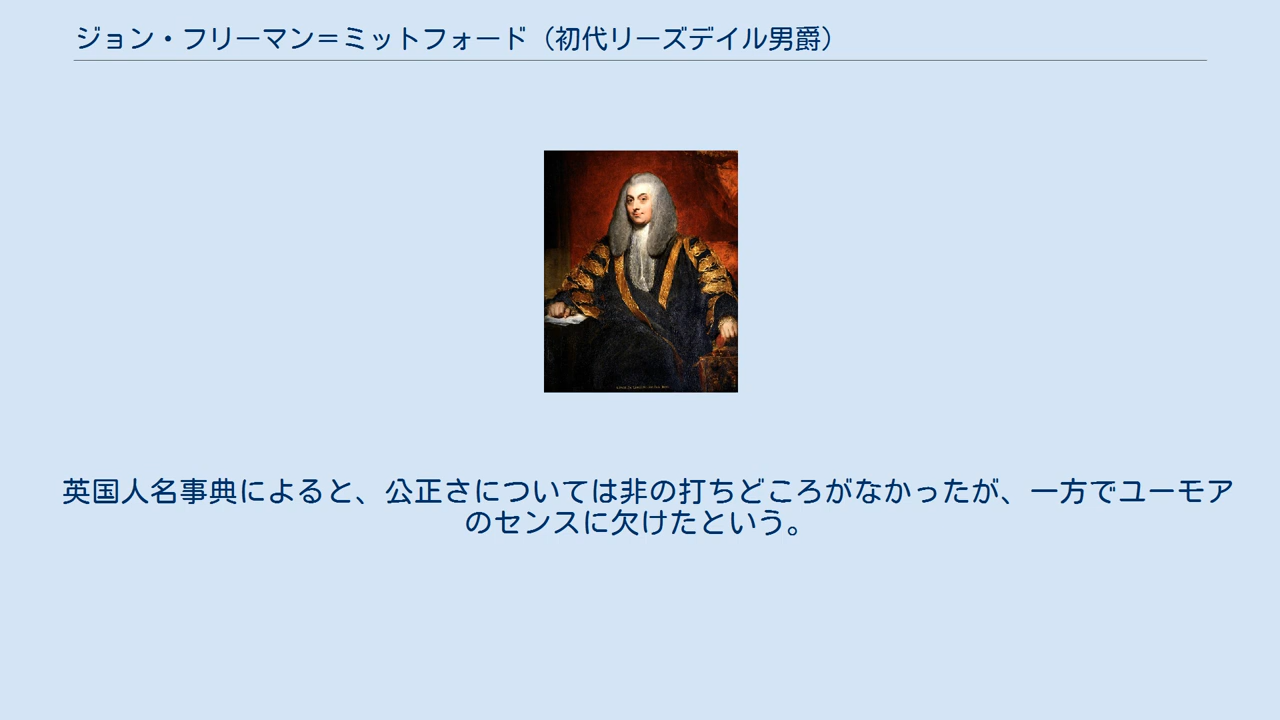 ジョン・フリーマン＝ミットフォード（初代リーズデイル男爵）
英国人名事典によると、公正さについては非の打ちどころがなかったが、一方でユーモア
のセンスに欠けたという。